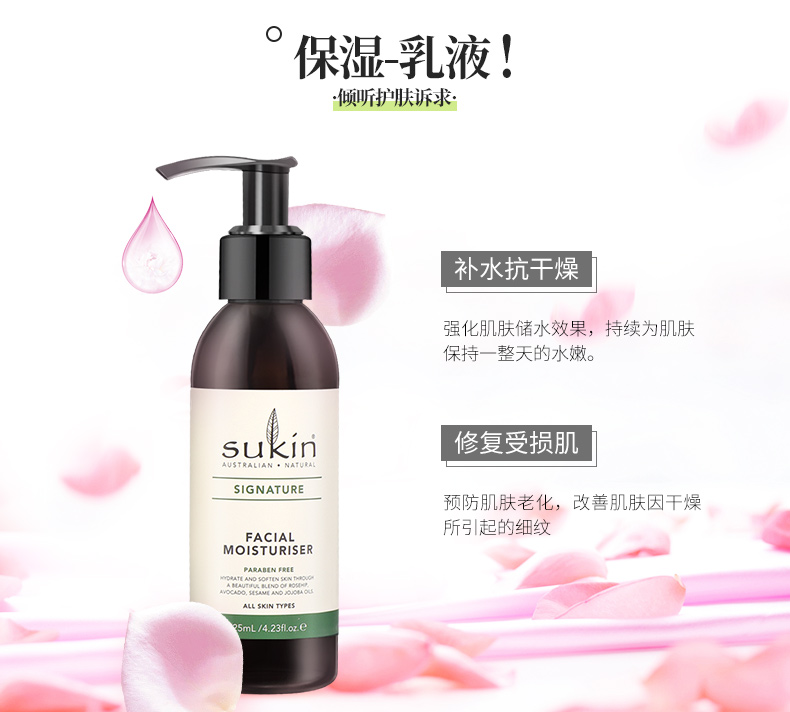 保湿-乳液!
·倾听护肤诉求·
补水抗干燥
强化肌肤储水效果，持续为肌肤
保持一整天的水嫩。
修复受损肌
预防肌肤老化，改善肌肤因干燥
所引起的细纹
sukin®
AUSTRALIAN • NATURAL
SIGNATURE
FACIAL
MOISTURISER
PARABEN FREE
HYDRATE AND SOFTEN SKIN THROUGH
A BEAUTIFUL BLEND OF ROSEHIP,
AVOCADO, SESAME AND JOJOBA OILS
ALL SKIN TYPES
25mL /4.23fl.oz.e